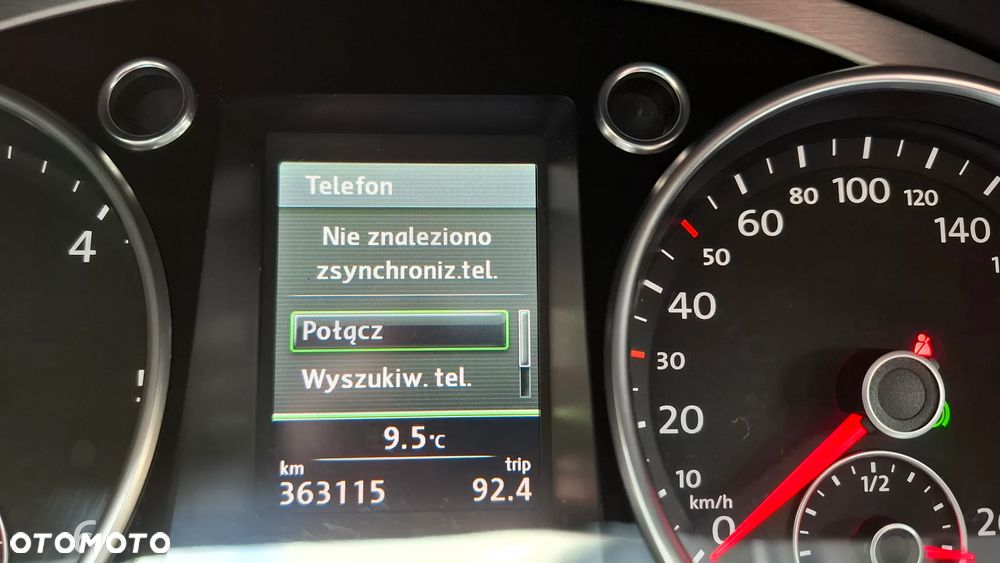 Telefon
Nie znaleziono
zsynchroniz.tel.
Połącz
Wyszukiw. tel.
9.5°C
km
trip
363115
92.4
4
!
10
20
30
40
50
60
80
100
120
140
km/h
0
1/2
OTOMOTO